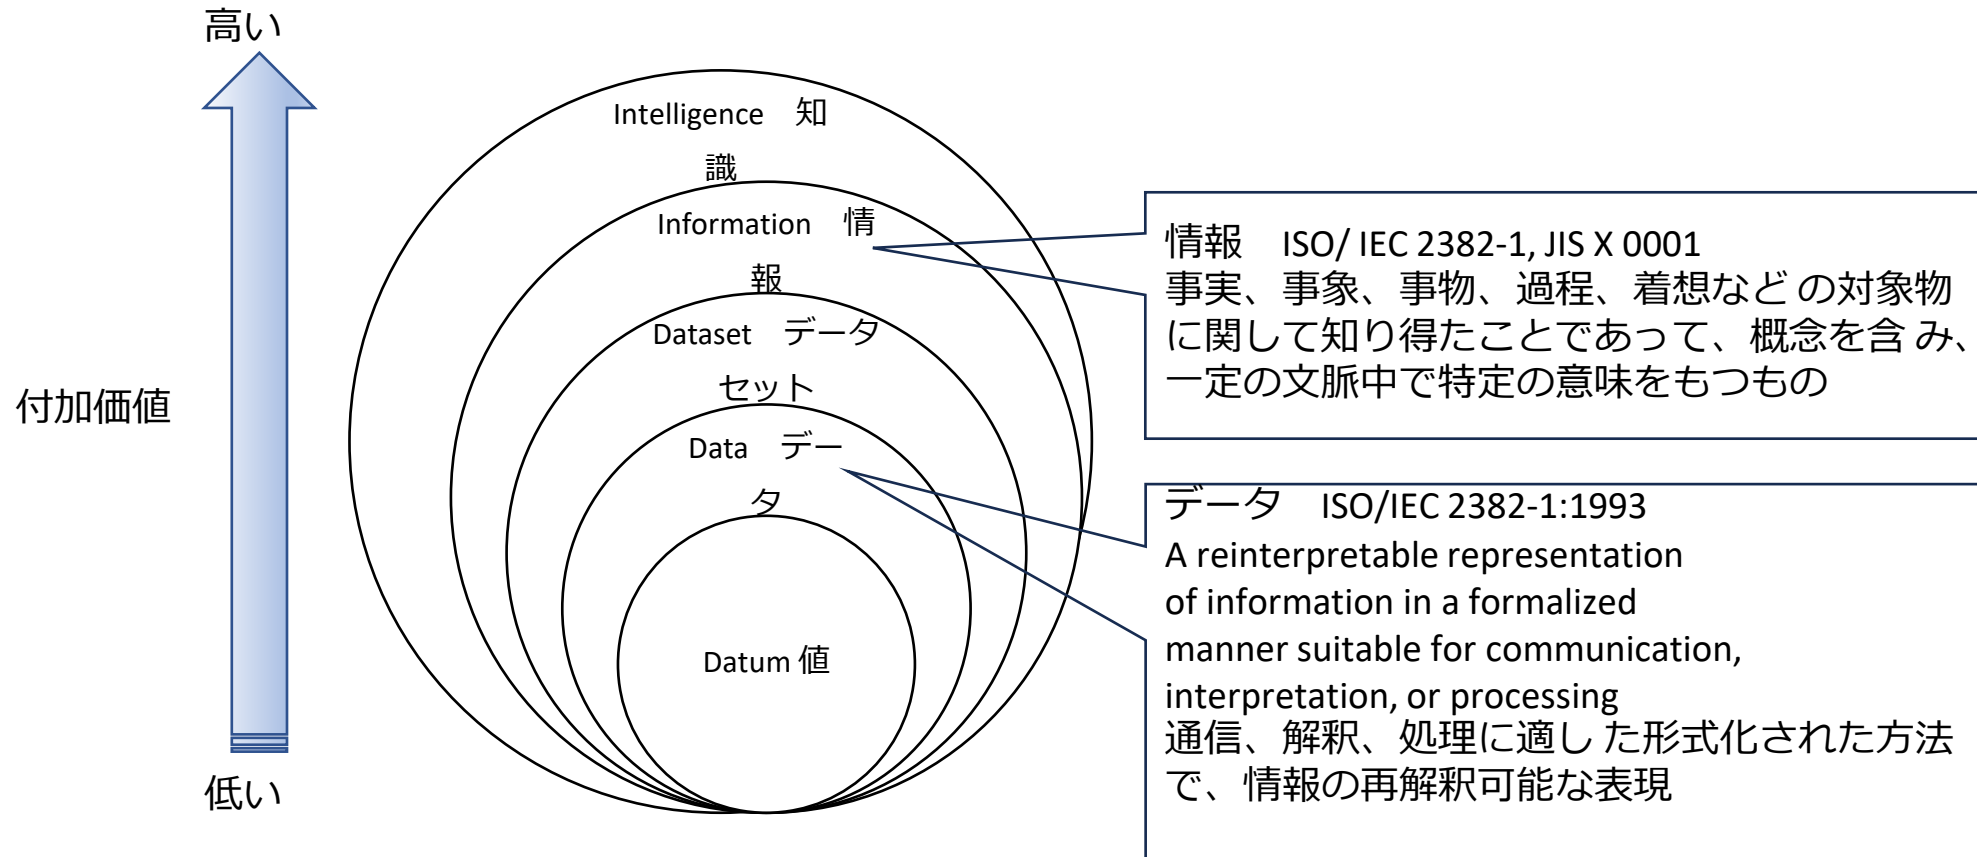 高い
Intelligence　知
識
Information　情
報
Dataset　データ
セット
Data　デー
タ
Datum 値
付加価値
低い
情報　ISO/ IEC 2382-1, JIS X 0001
事実、事象、事物、過程、着想など の対象物
に関して知り得たことであって、概念を含 み、
一定の文脈中で特定の意味をもつもの
データ　ISO/IEC 2382-1:1993
A reinterpretable representation
of information in a formalized
manner suitable for communication,
interpretation, or processing
通信、解釈、処理に適し た形式化された方法
で、情報の再解釈可能な表現